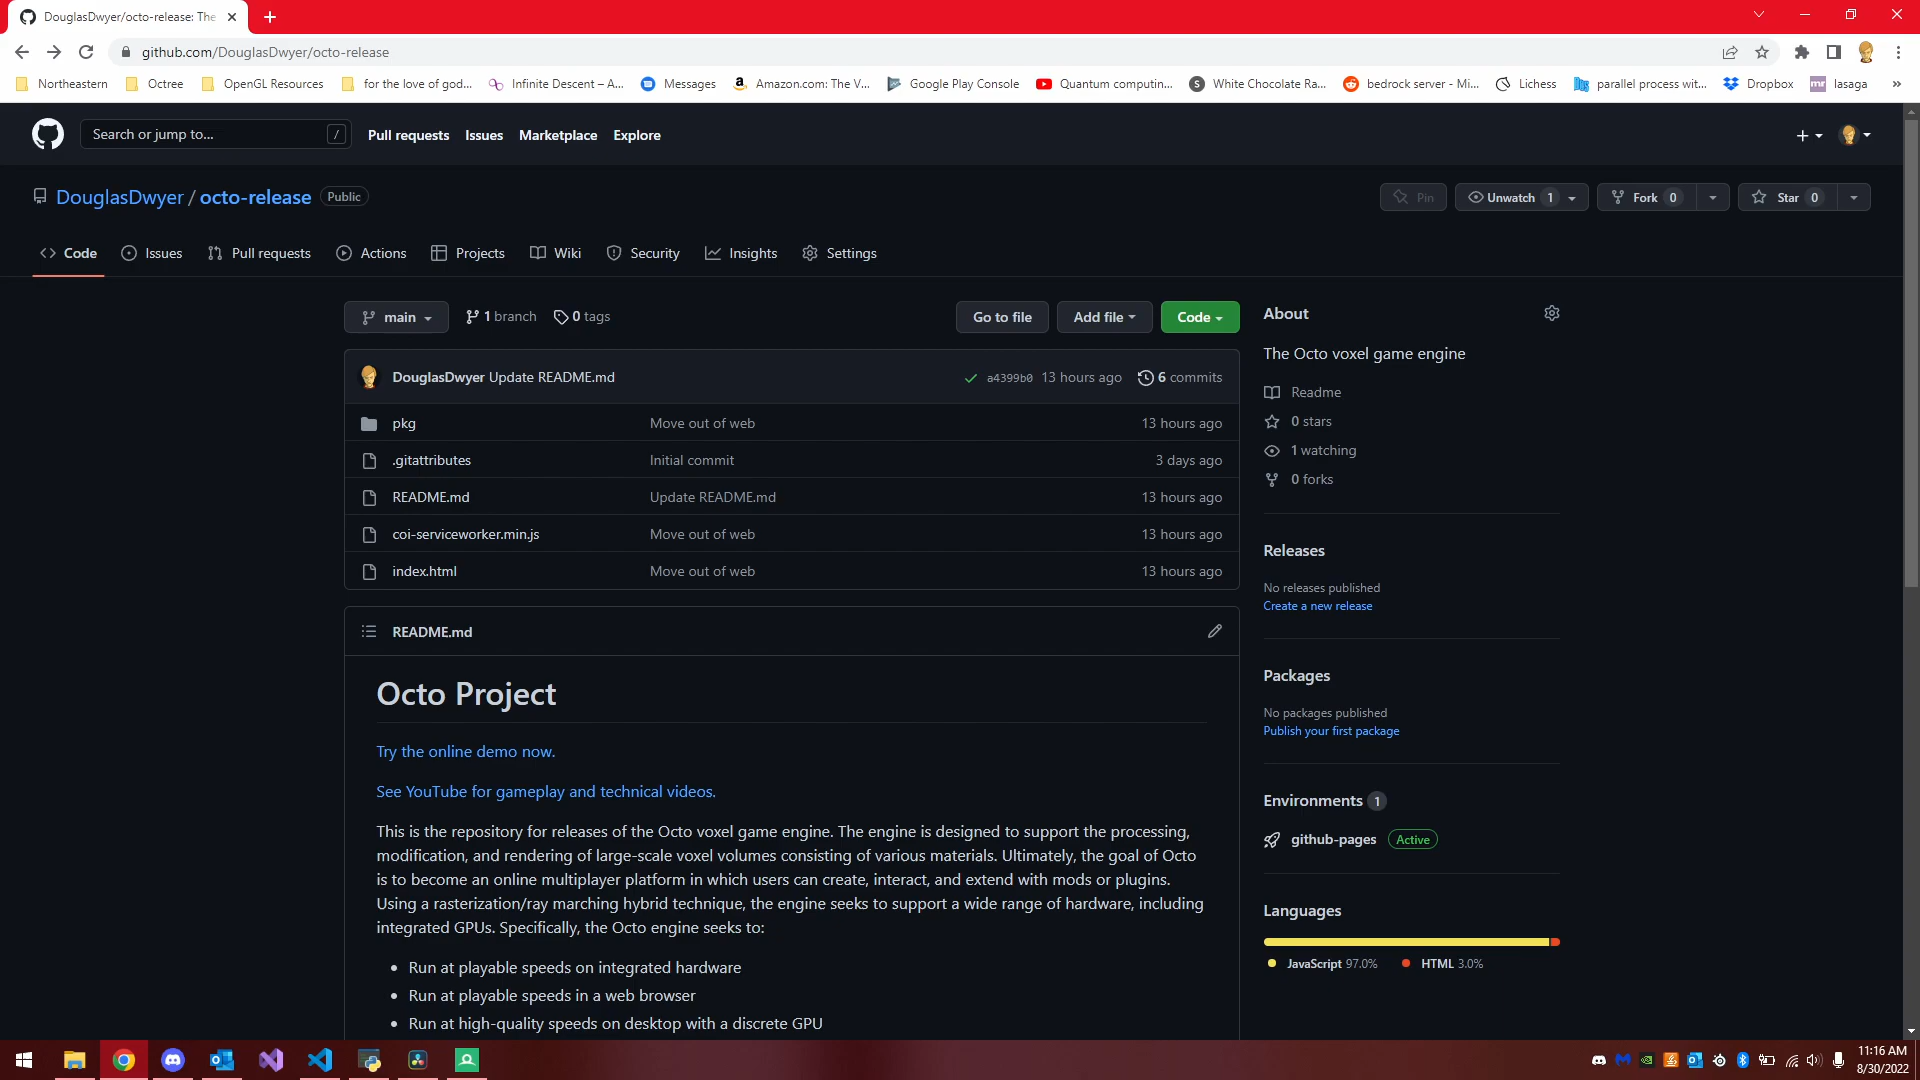 DouglasDwyer/octo-release: The
github.com/DouglasDwyer/octo-release
Northeastern
Octree
OpenGL Resources
for the love of god...
Infinite Descent – A...
Messages
Amazon.com: The V...
Google Play Console
Quantum computin...
White Chocolate Ra...
bedrock server - Mi...
Lichess
parallel process wit...
Dropbox
lasaga
»
Search or jump to...
/
Pull requests
Issues
Marketplace
Explore
DouglasDwyer / octo-release
Public
Pin
Unwatch 1
Fork 0
Star 0
Code
Issues
Pull requests
Actions
Projects
Wiki
Security
Insights
Settings
main
1 branch
0 tags
Go to file
Add file
Code
DouglasDwyer Update README.md
a4399b0 13 hours ago
6 commits
pkg
Move out of web
13 hours ago
.gitattributes
Initial commit
3 days ago
README.md
Update README.md
13 hours ago
coi-serviceworker.min.js
Move out of web
13 hours ago
index.html
Move out of web
13 hours ago
README.md
Octo Project
Try the online demo now.
See YouTube for gameplay and technical videos.
This is the repository for releases of the Octo voxel game engine. The engine is designed to support the processing,
modification, and rendering of large-scale voxel volumes consisting of various materials. Ultimately, the goal of Octo
is to become an online multiplayer platform in which users can create, interact, and extend with mods or plugins.
Using a rasterization/ray marching hybrid technique, the engine seeks to support a wide range of hardware, including
integrated GPUs. Specifically, the Octo engine seeks to:
• Run at playable speeds on integrated hardware
• Run at playable speeds in a web browser
• Run at high-quality speeds on desktop with a discrete GPU
About
The Octo voxel game engine
Readme
0 stars
1 watching
0 forks
Releases
No releases published
Create a new release
Packages
No packages published
Publish your first package
Environments 1
github-pages
Active
Languages
JavaScript 97.0%
HTML 3.0%
11:16 AM
8/30/2022